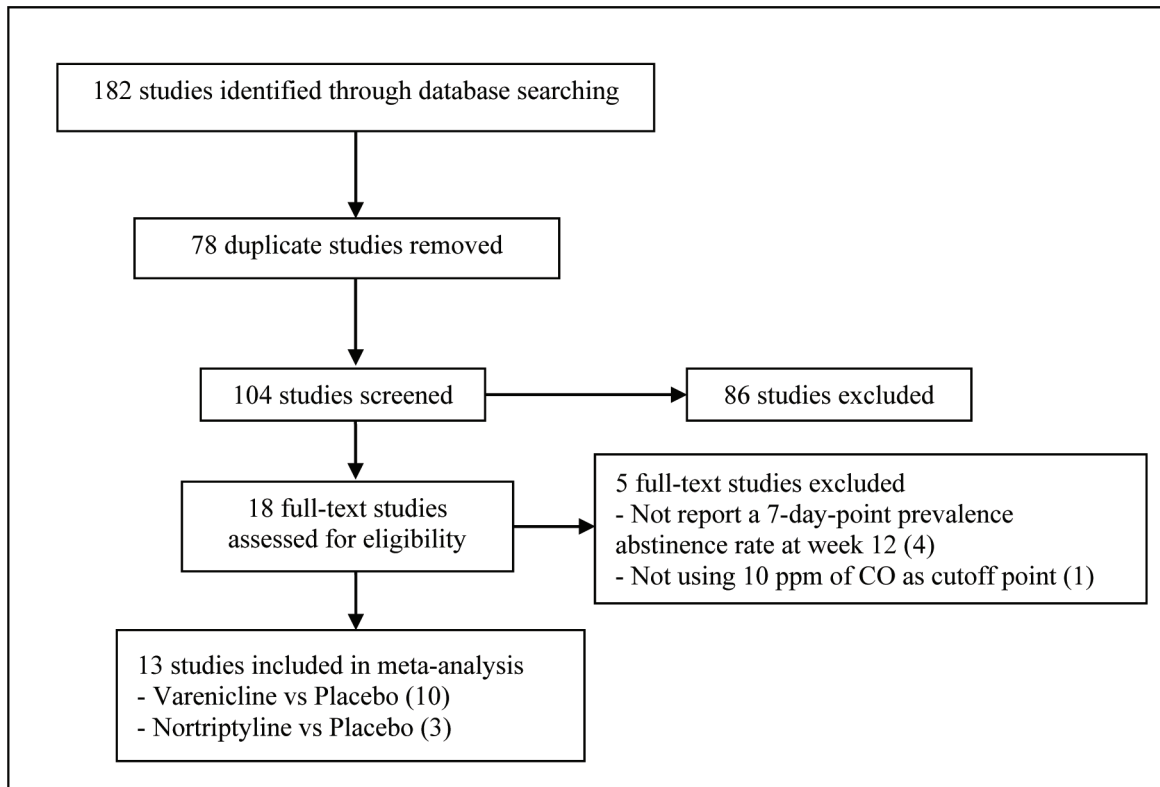 182 studies identified through database searching
78 duplicate studies removed
104 studies screened
86 studies excluded
18 full-text studies
assessed for eligibility
5 full-text studies excluded
- Not report a 7-day-point prevalence
abstinence rate at week 12 (4)
- Not using 10 ppm of CO as cutoff point (1)
13 studies included in meta-analysis
- Varenicline vs Placebo (10)
- Nortriptyline vs Placebo (3)